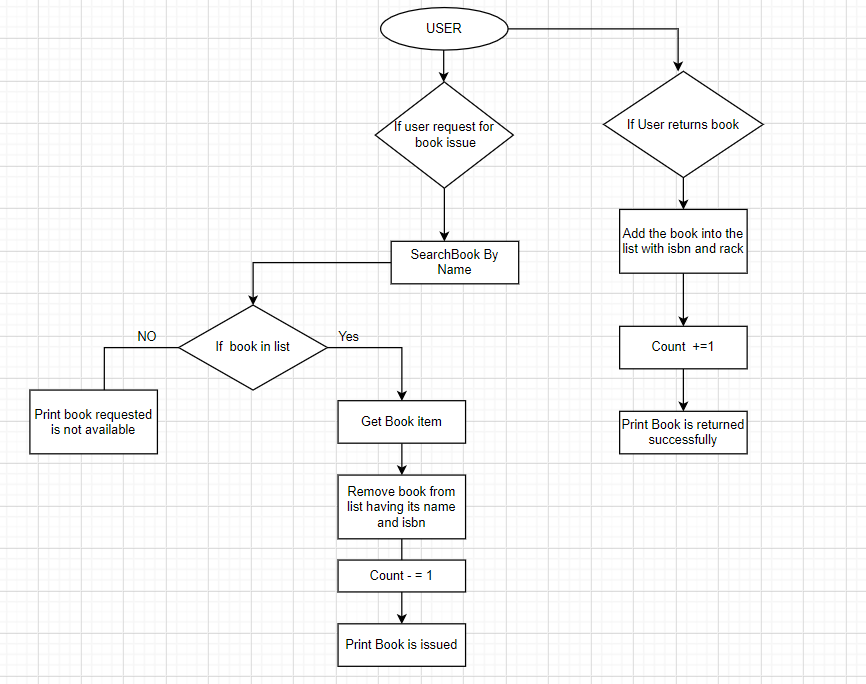 USER
If user request for
book issue
If User returns book
Add the book into the
list with isbn and rack
SearchBook By
Name
NO
If book in list
Yes
Count +=1
Print book requested
is not available
Get Book item
Print Book is returned
successfully
Remove book from
list having its name
and isbn
Count - = 1
Print Book is issued